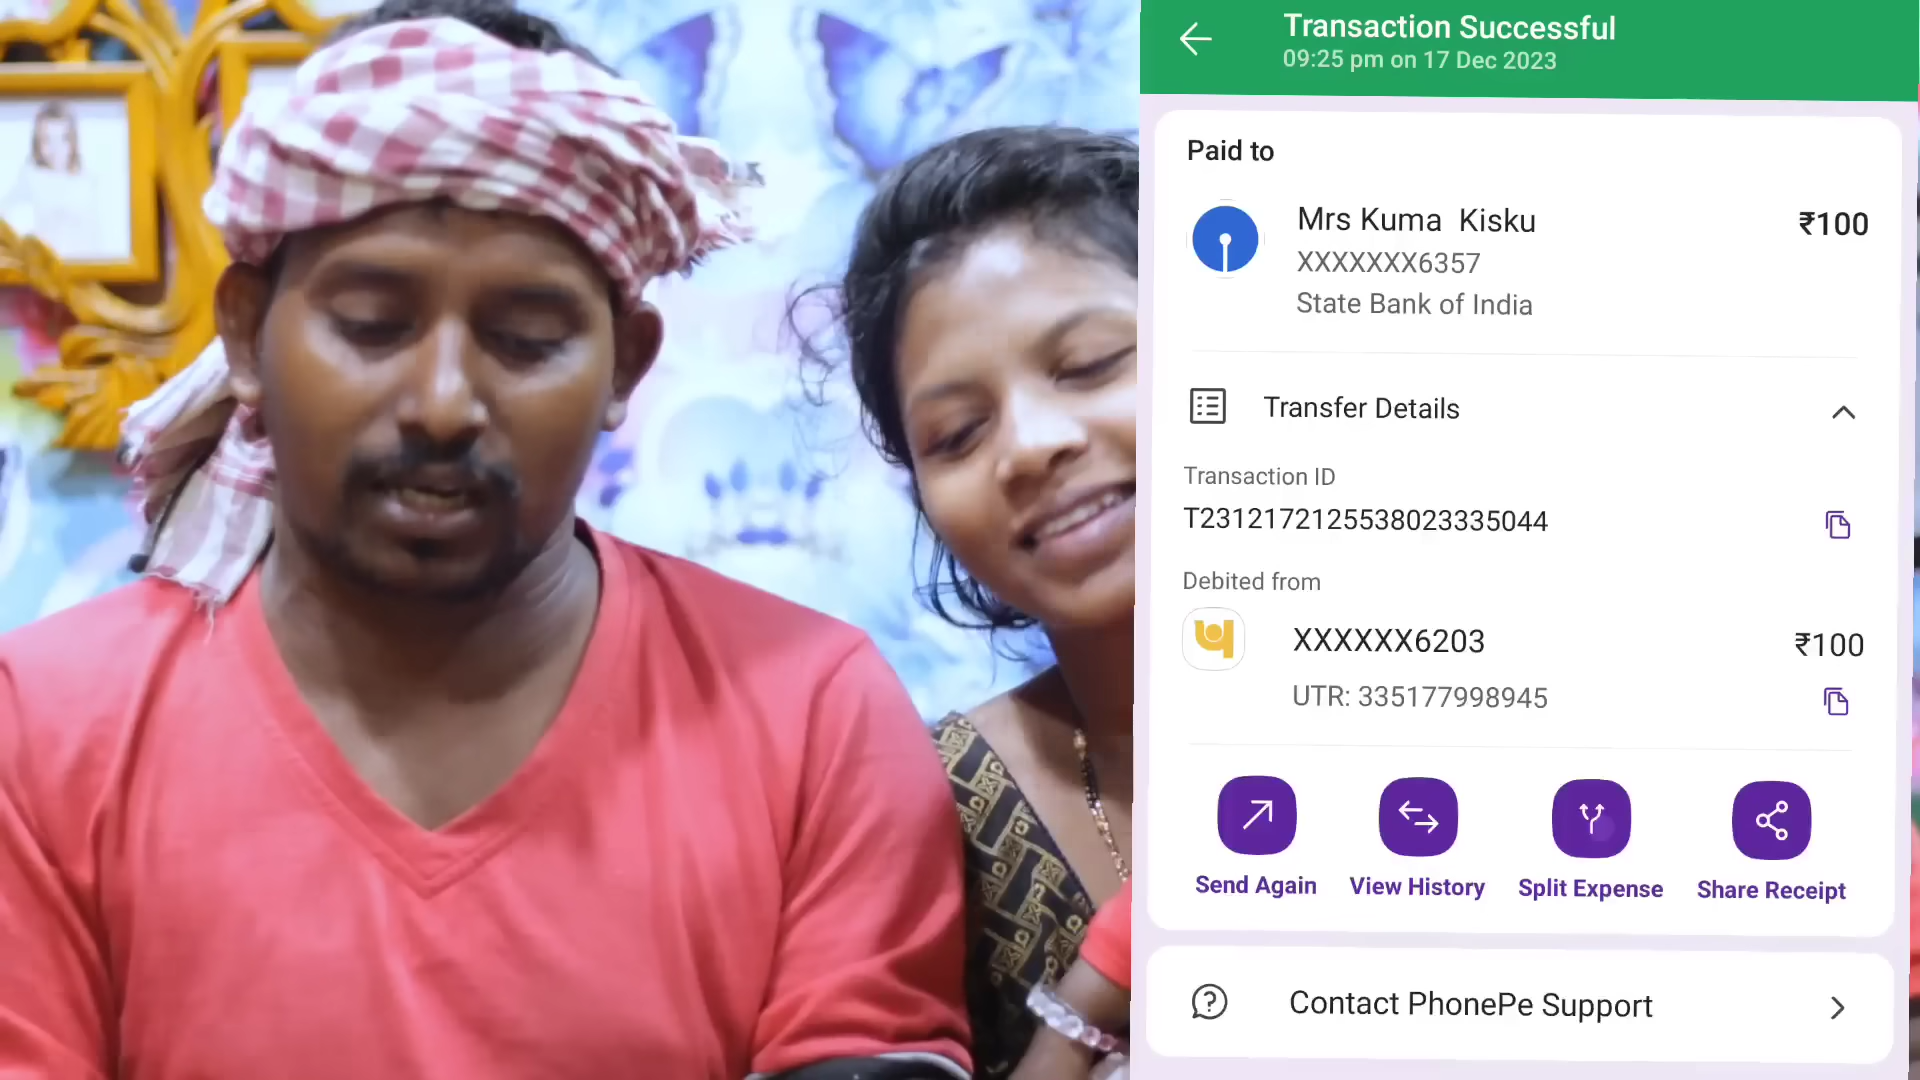 Transaction Successful
09:25 pm on 17 Dec 2023
Paid to
Mrs Kuma Kisku
₹100
XXXXXXX6357
State Bank of India
Transfer Details
Transaction ID
T2312172125538023335044
Debited from
XXXXXX6203
₹100
UTR: 335177998945
Send Again
View History
Split Expense
Share Receipt
Contact PhonePe Support